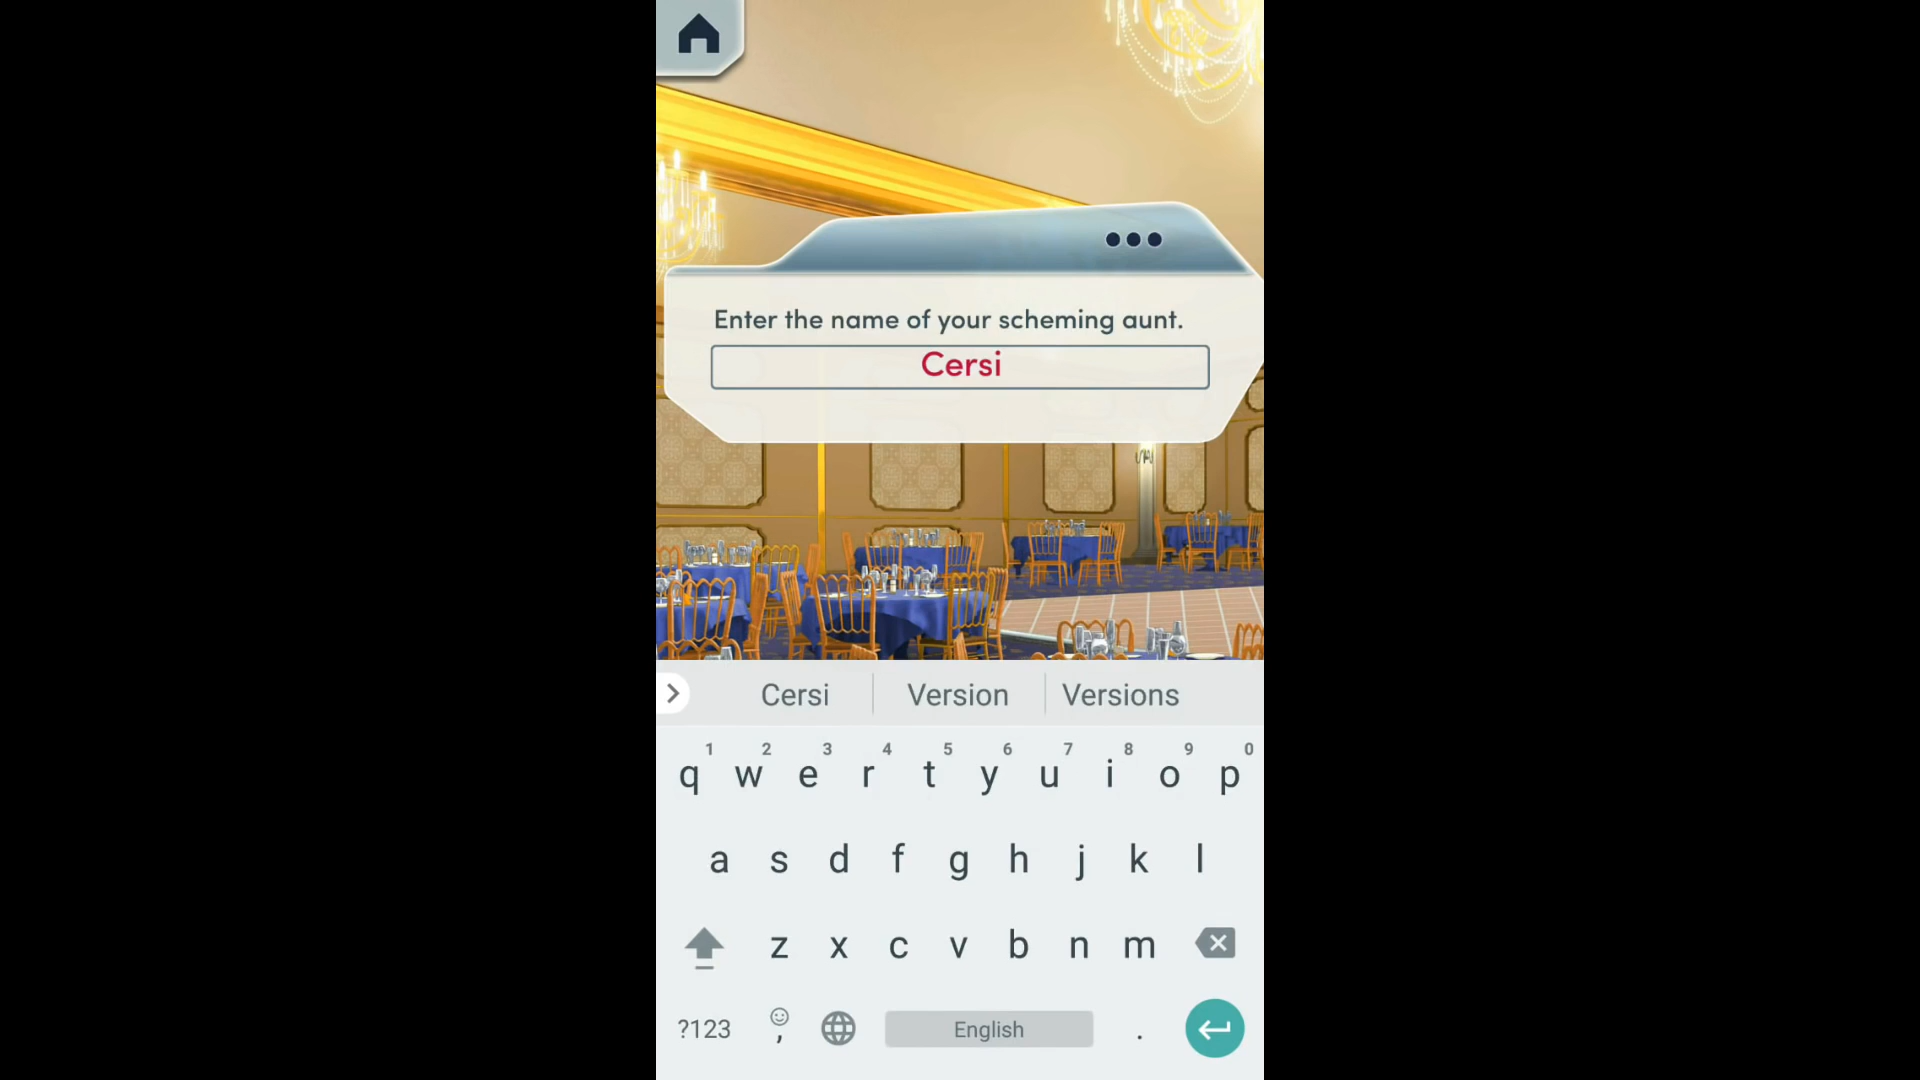 Enter the name of your scheming aunt.
Cersi
Cersi Version Versions
1 2 3 4 5 6 7 8 9 0
q w e r t y u i o p
a s d f g h j k l
z x c v b n m
?123 , English .